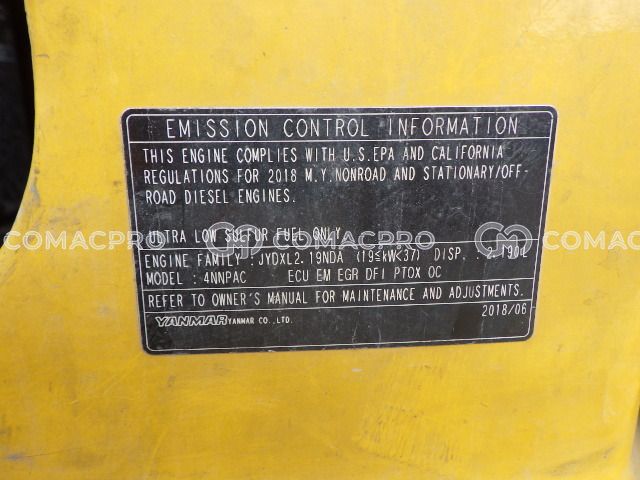 EMISSION CONTROL INFORMATION
THIS ENGINE COMPLIES WITH U.S.EPA AND CALIFORNIA
REGULATIONS FOR 2018 M.Y.NONROAD AND STATIONARY/OFF-
ROAD DIESEL ENGINES.
ULTRA LOW SULFUR FUEL ONLY
COMACPRO COMACPRO COMACPRO
ENGINE FAMILY : JYDXL2.19NDA (19≦kW<37) DISP. : 2.190L
MODEL : 4NNPAC ECU EM EGR DFI PTOX OC
REFER TO OWNER'S MANUAL FOR MAINTENANCE AND ADJUSTMENTS.
YANMAR YANMAR CO.,LTD. 2018/06